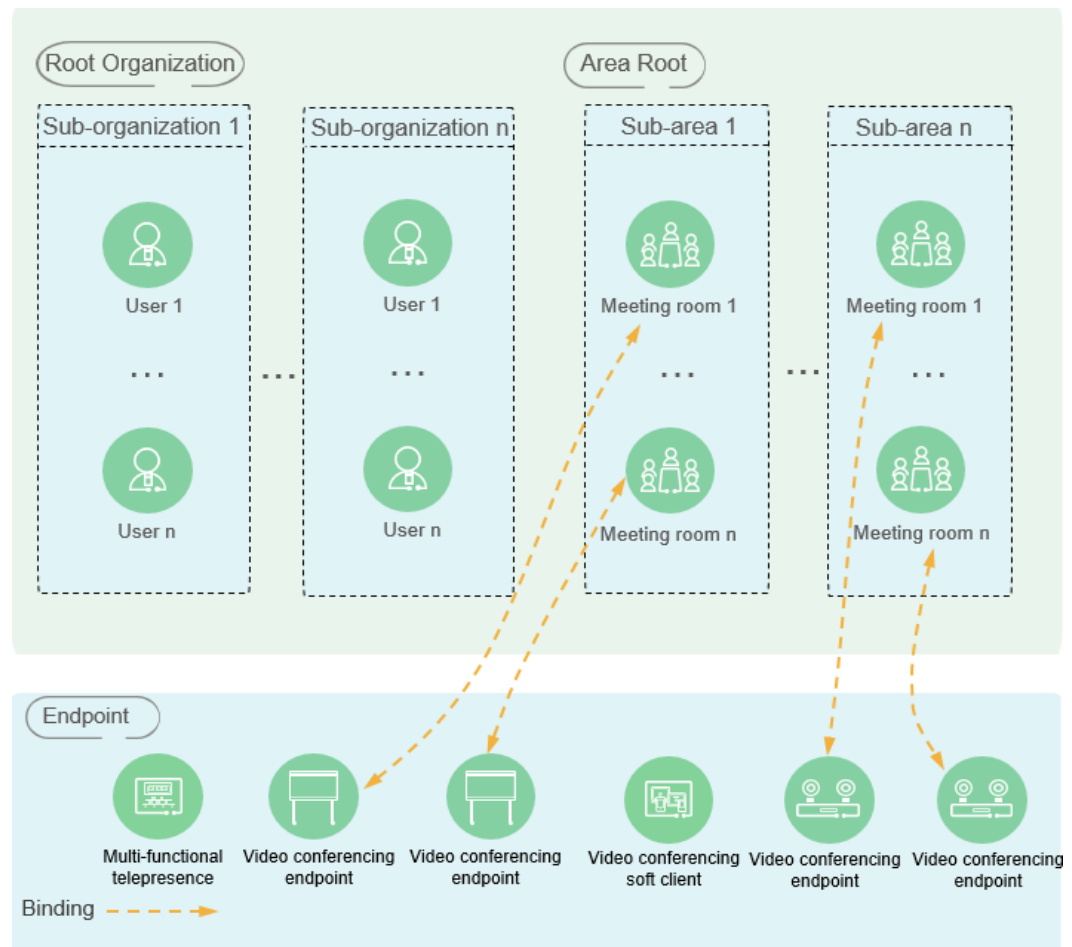 Root Organization
Area Root
Sub-organization 1
Sub-organization n
Sub-area 1
Sub-area n
User 1
User 1
Meeting room 1
Meeting room 1
...
...
...
...
...
...
User n
User n
Meeting room n
Meeting room n
Endpoint
Multi-functional
telepresence
Video conferencing
endpoint
Video conferencing
endpoint
Video conferencing
soft client
Video conferencing
endpoint
Video conferencing
endpoint
Binding